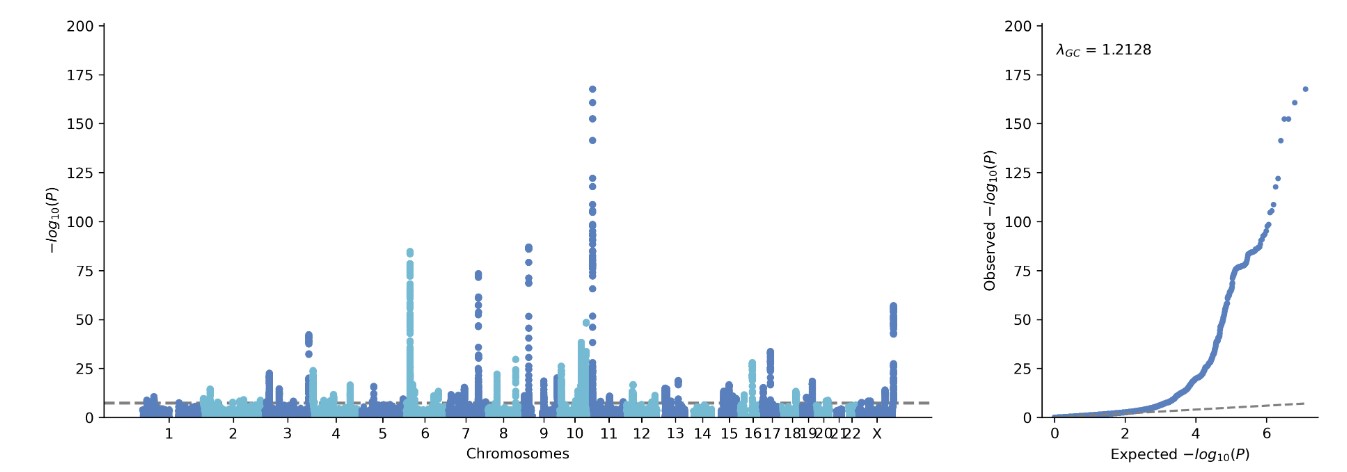 200
175
150
125
100
75
50
25
0
−log₁₀(P)
1 2 3 4 5 6 7 8 9 10 11 12 13 14 15 16 17 18 19 20 21 22 X
Chromosomes
200
175
150
125
100
75
50
25
0
Observed −log₁₀(P)
λGC = 1.2128
0 2 4 6
Expected −log₁₀(P)